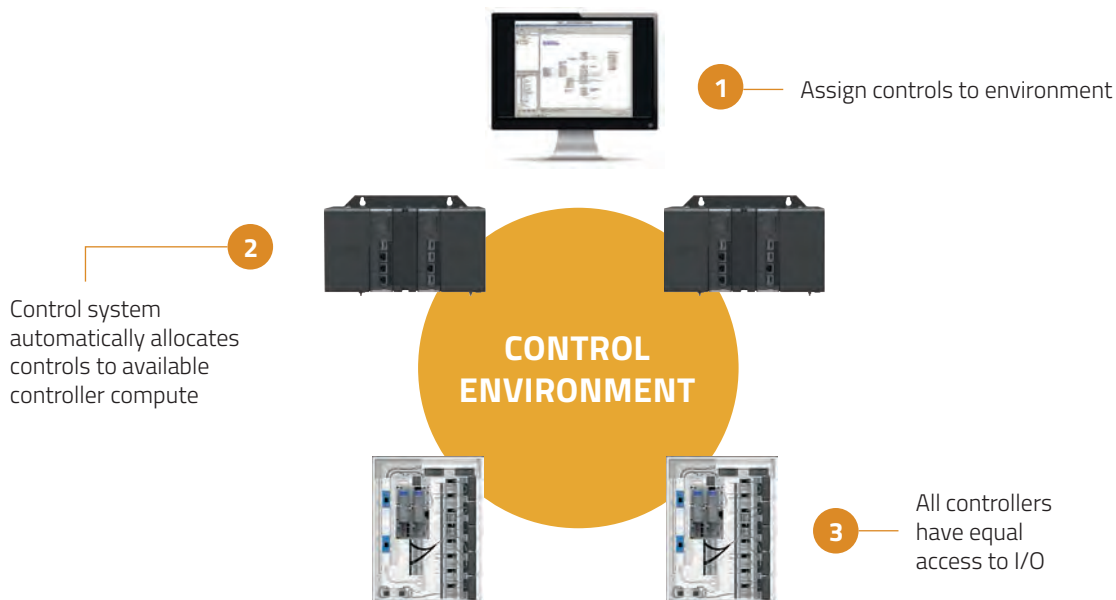 1
Assign controls to environment
2
Control system
automatically allocates
controls to available
controller compute
CONTROL
ENVIRONMENT
3
All controllers
have equal
access to I/O